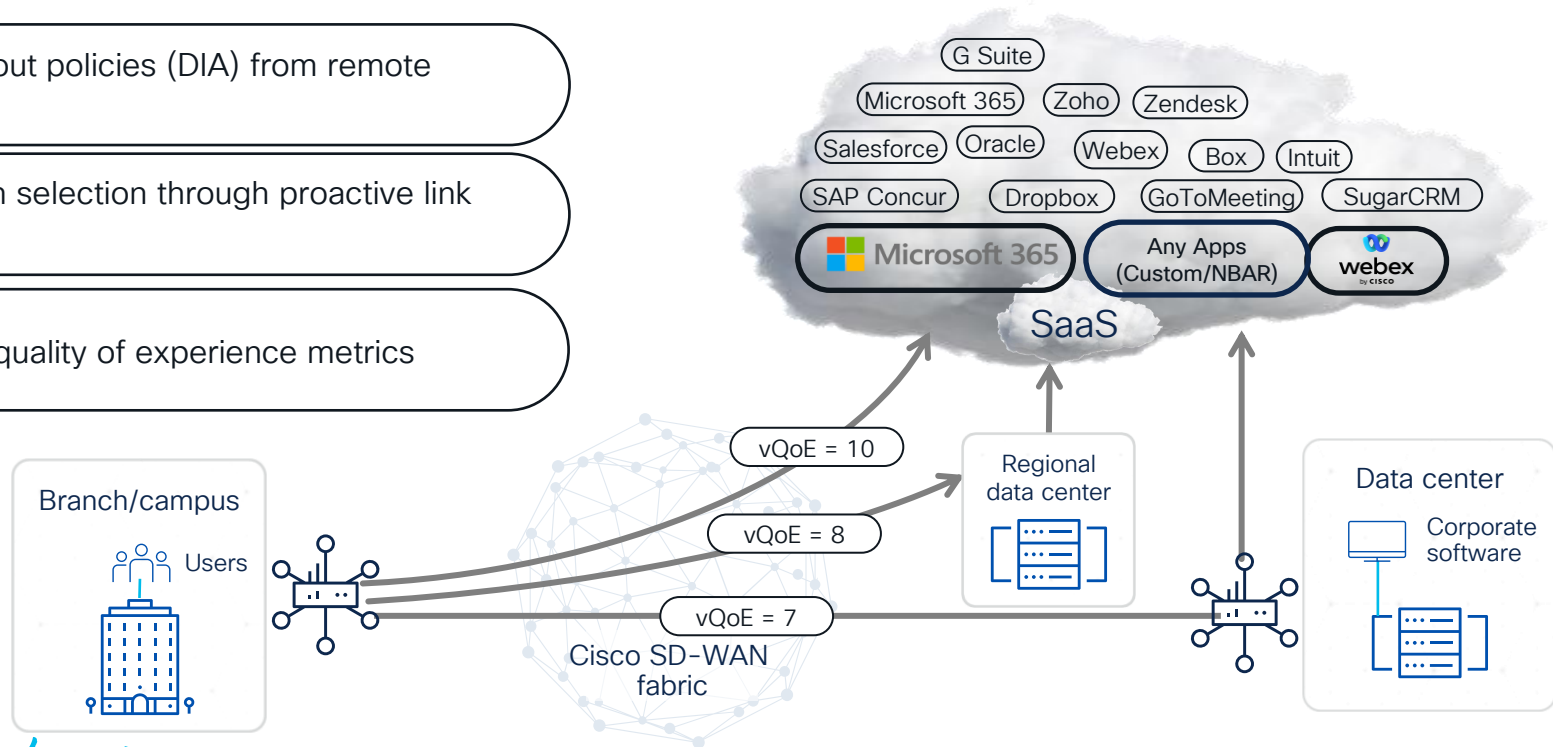 out policies (DIA) from remote
selection through proactive link
quality of experience metrics
G Suite
Microsoft 365
Zoho
Zendesk
Salesforce
Oracle
Webex
Box
Intuit
SAP Concur
Dropbox
GoToMeeting
SugarCRM
Microsoft 365
Any Apps
(Custom/NBAR)
webex
by CISCO
SaaS
vQoE = 10
vQoE = 8
vQoE = 7
Cisco SD-WAN
fabric
Branch/campus
Users
Regional
data center
Data center
Corporate
software